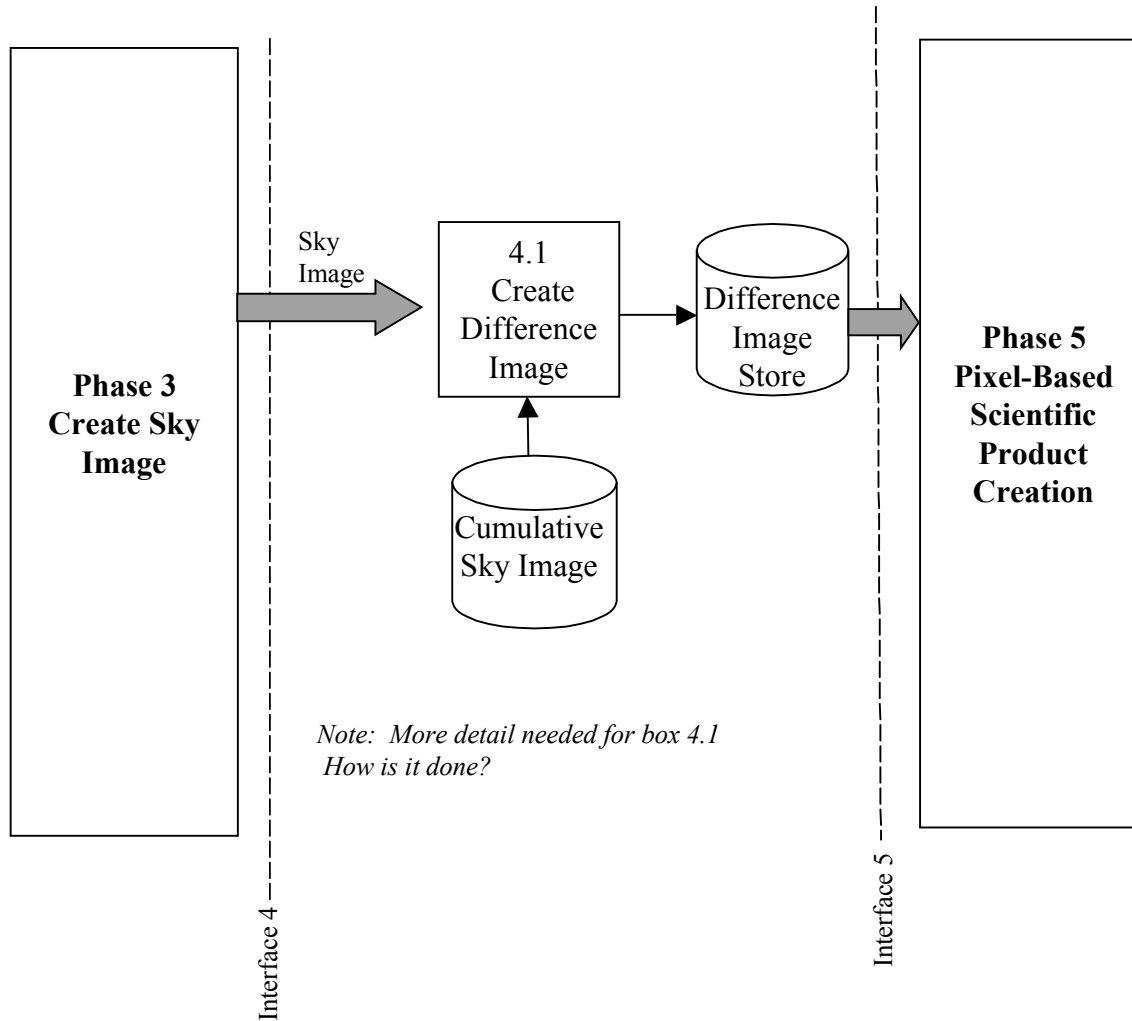 Phase 3
Create Sky
Image
Sky
Image
4.1
Create
Difference
Image
Difference
Image
Store
Cumulative
Sky Image
Phase 5
Pixel-Based
Scientific
Product
Creation
Note:  More detail needed for box 4.1
How is it done?
Interface 4
Interface 5